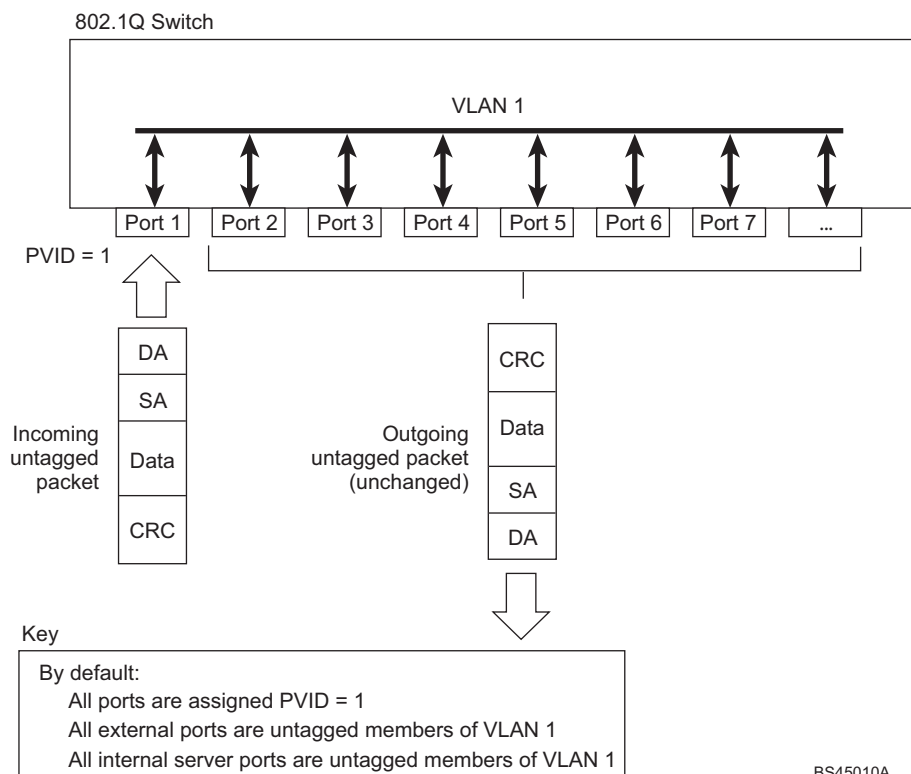 802.1Q Switch
VLAN 1
Port 1
Port 2
Port 3
Port 4
Port 5
Port 6
Port 7
...
PVID = 1
DA
SA
Data
CRC
Incoming
untagged
packet
CRC
Data
SA
DA
Outgoing
untagged packet
(unchanged)
Key
By default:
All ports are assigned PVID = 1
All external ports are untagged members of VLAN 1
All internal server ports are untagged members of VLAN 1
BS45010A